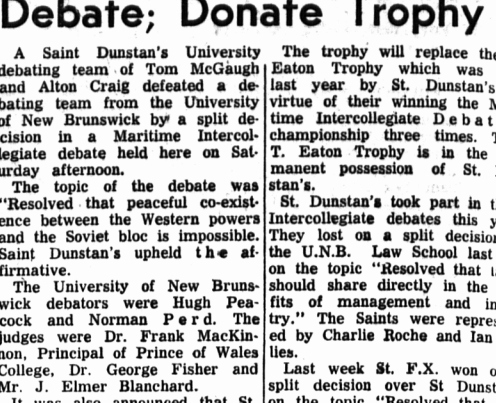 Debate; Donate Trophy
A Saint Dunstan's University
debating team of Tom McGaugh
and Alton Craig defeated a de-
bating team from the University
of New Brunswick by a split de-
cision in a Maritime Intercol-
legiate debate held here on Sat-
urday afternoon.
The topic of the debate was
"Resolved that peaceful co-exist-
ence between the Western powers
and the Soviet bloc is impossible.
Saint Dunstan's upheld the af-
firmative.
The University of New Bruns-
wick debators were Hugh Pea-
cock and Norman Perd. The
judges were Dr. Frank MacKin-
non, Principal of Prince of Wales
College, Dr. George Fisher and
Mr. J. Elmer Blanchard.
It was also announced that St.
The trophy will replace the
Eaton Trophy which was
last year by St. Dunstan's
virtue of their winning the M
time Intercollegiate Debat
championship three times. T
T. Eaton Trophy is in the
manent possession of St.
stan's.
St. Dunstan's took part in t
Intercollegiate debates this y
They lost on a split decision
the U.N.B. Law School last
on the topic "Resolved that l
should share directly in the
fits of management and in
try." The Saints were repres
ed by Charlie Roche and Ian
lies.
Last week St. F.X. won o
split decision over St Dunst
on the topic "Resolved that